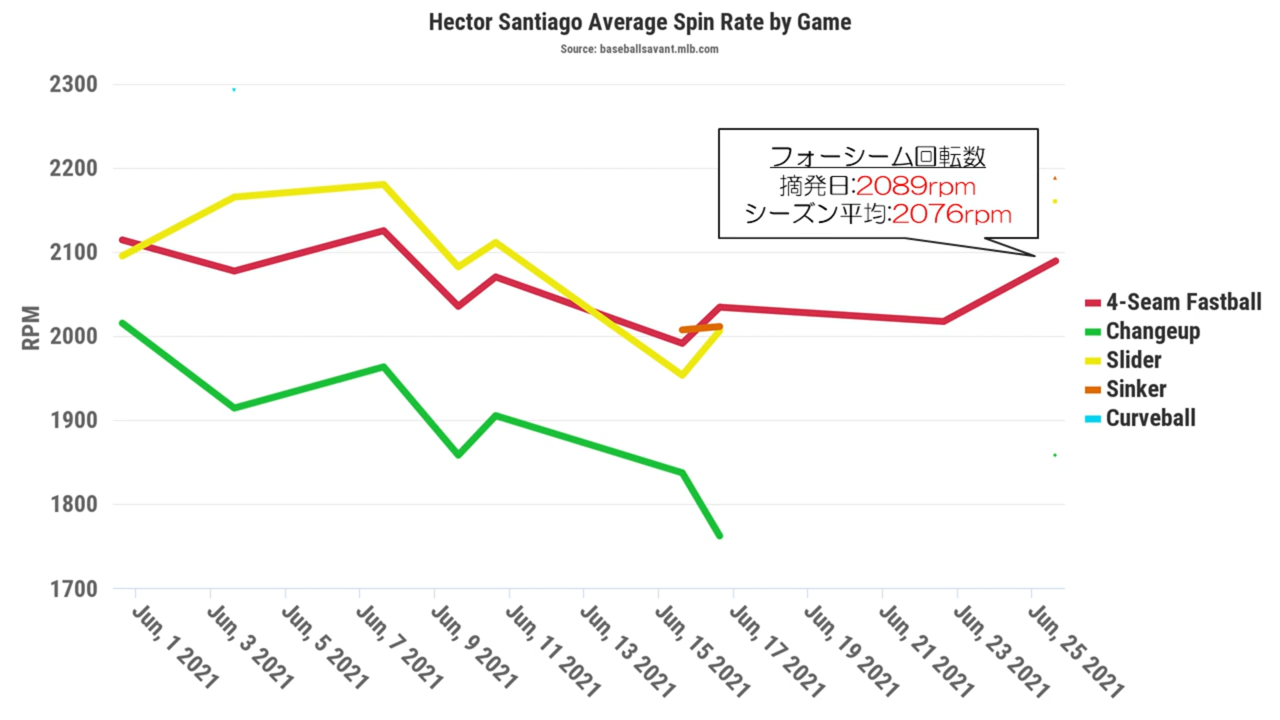 Hector Santiago Average Spin Rate by Game
Source: baseballsavant.mlb.com
2300
2200
2100
2000
1900
1800
1700
RPM
フォーシーム回転数
摘発日:2089rpm
シーズン平均:2076rpm
4-Seam Fastball
Changeup
Slider
Sinker
Curveball
Jun, 1 2021
Jun, 3 2021
Jun, 5 2021
Jun, 7 2021
Jun, 9 2021
Jun, 11 2021
Jun, 13 2021
Jun, 15 2021
Jun, 17 2021
Jun, 19 2021
Jun, 21 2021
Jun, 23 2021
Jun, 25 2021